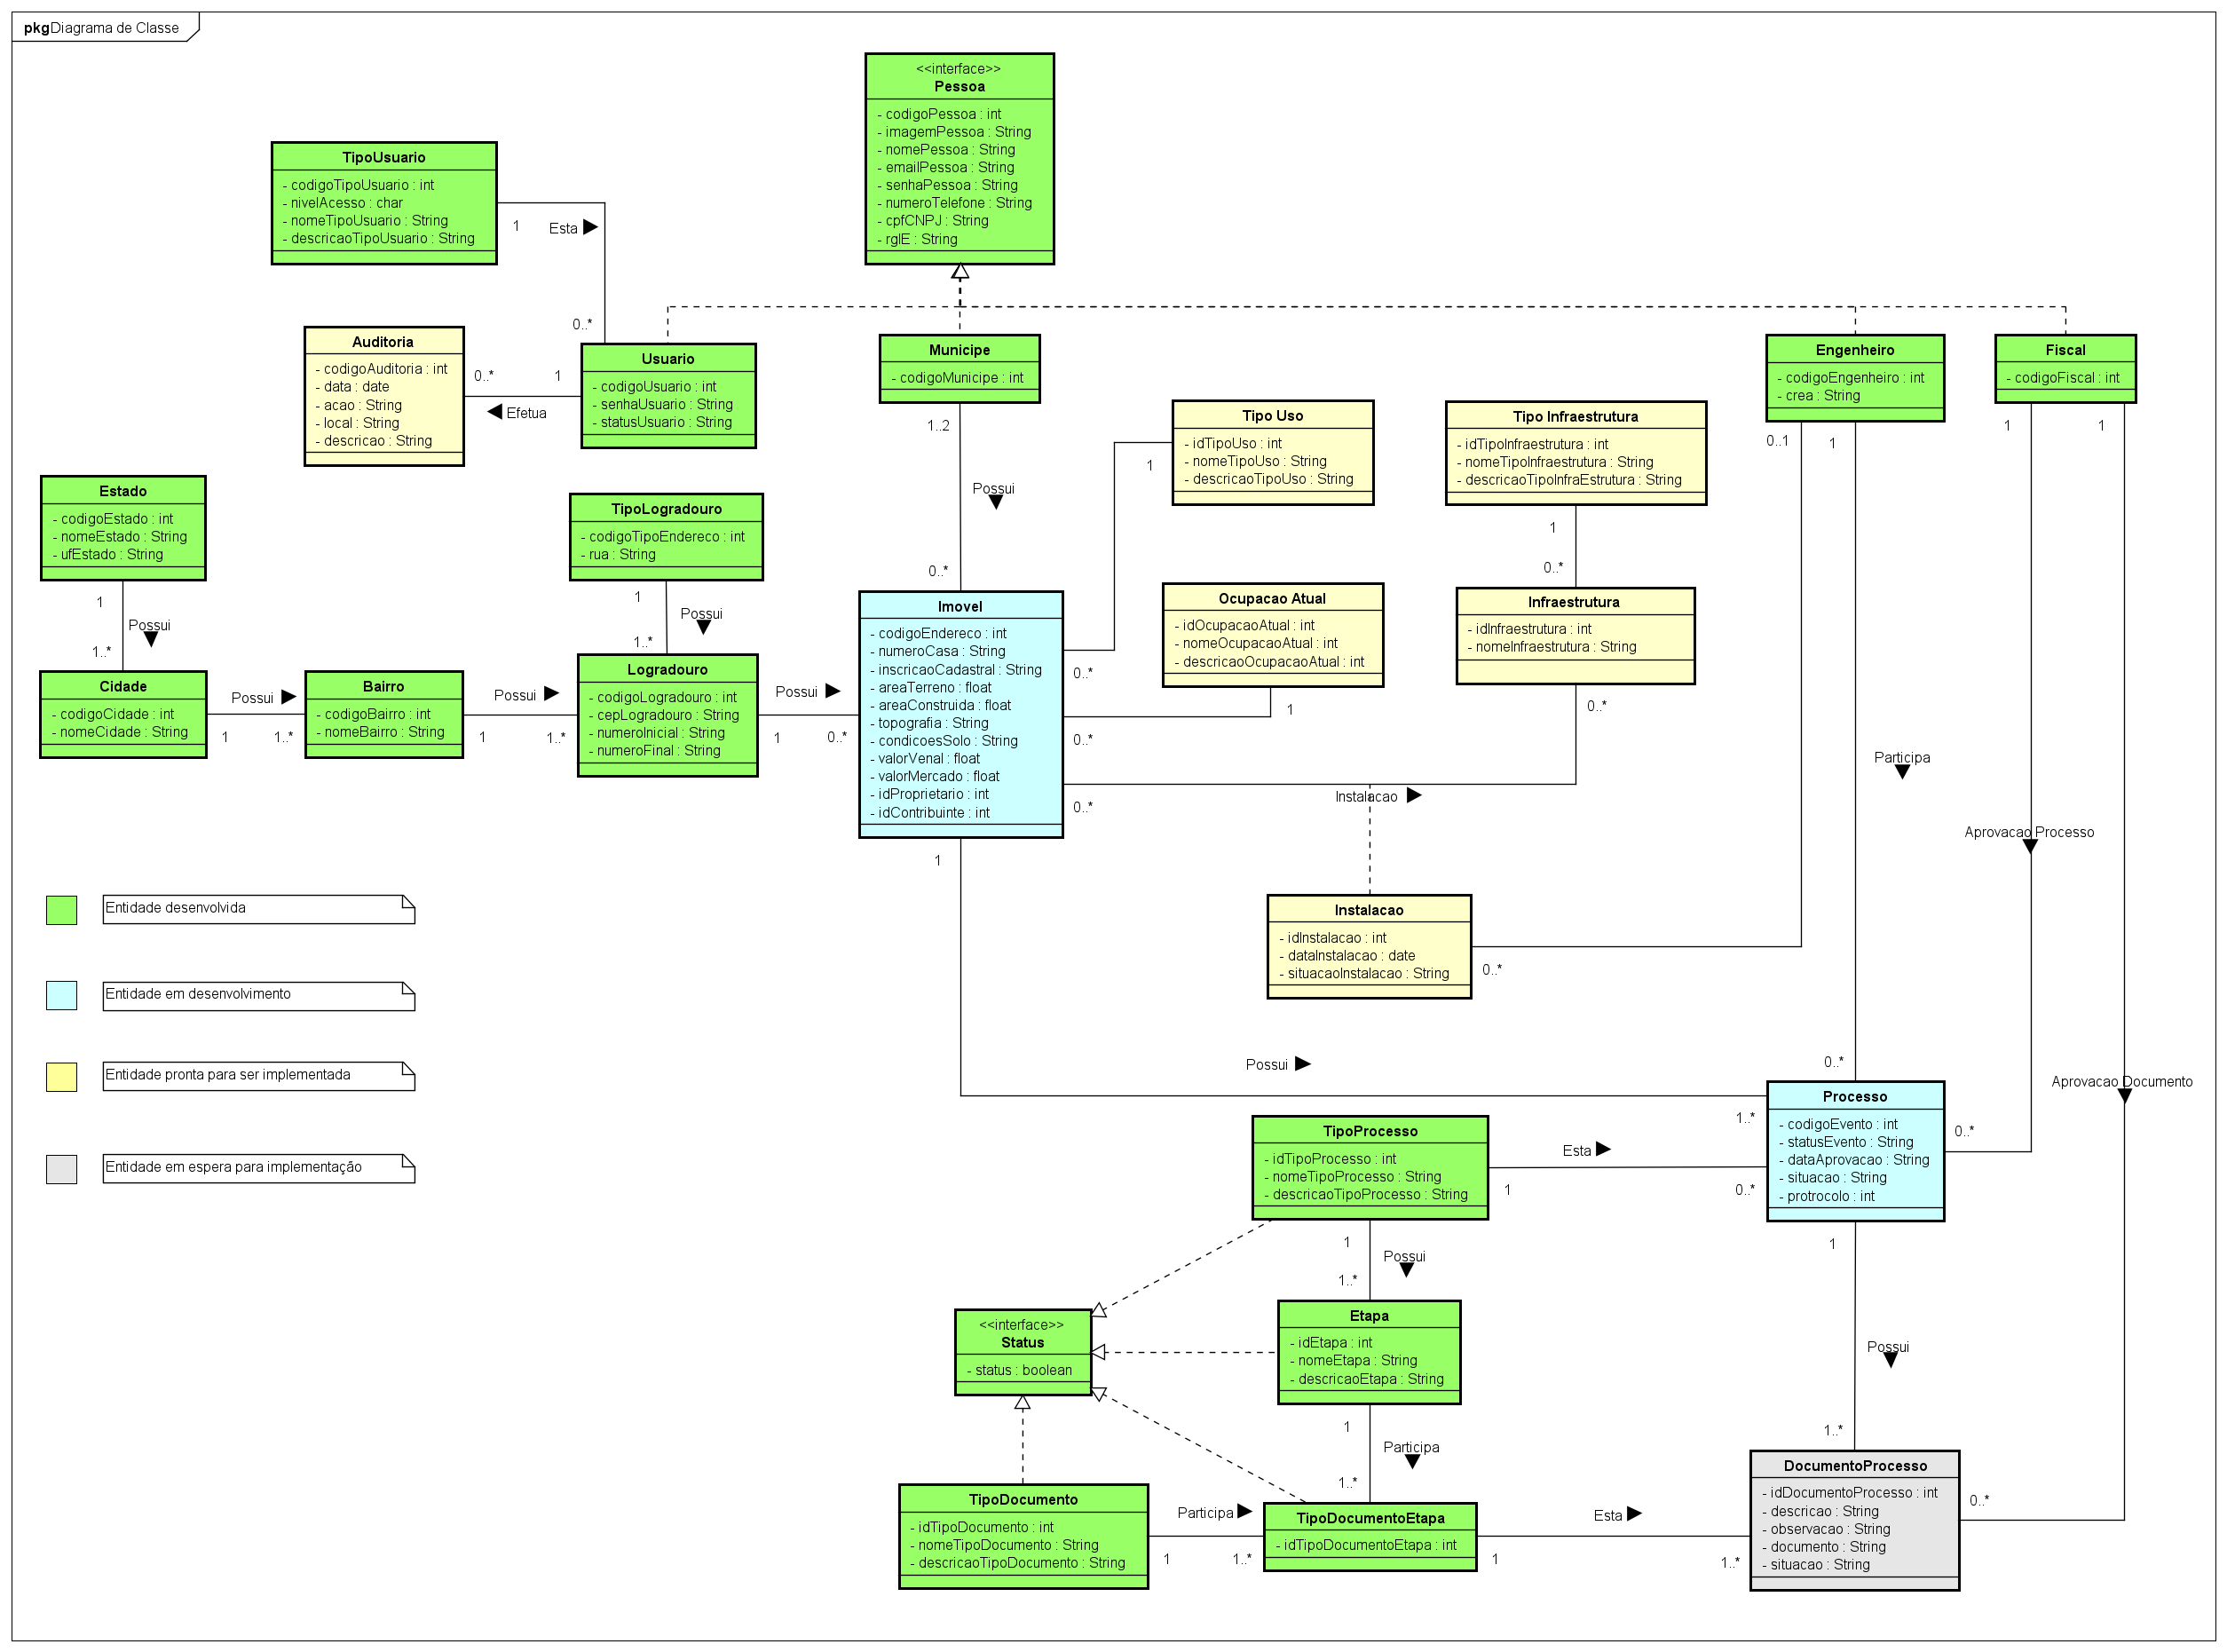 pkg Diagrama de Classe
<<interface>>
Pessoa
- codigoPessoa : int
- imagemPessoa : String
- nomePessoa : String
- emailPessoa : String
- senhaPessoa : String
- numeroTelefone : String
- cpfCNPJ : String
- rgIE : String
TipoUsuario
- codigoTipoUsuario : int
- nivelAcesso : char
- nomeTipoUsuario : String
- descricaoTipoUsuario : String
1
Esta
0..*
Auditoria
- codigoAuditoria : int
- data : date
- acao : String
- local : String
- descricao : String
0..*
1
Efetua
Usuario
- codigoUsuario : int
- senhaUsuario : String
- statusUsuario : String
Municipe
- codigoMunicipe : int
1..2
Possui
0..*
Engenheiro
- codigoEngenheiro : int
- crea : String
0..1
1
Fiscal
- codigoFiscal : int
1
1
Tipo Uso
- idTipoUso : int
- nomeTipoUso : String
- descricaoTipoUso : String
1
Tipo Infraestrutura
- idTipoInfraestrutura : int
- nomeTipoInfraestrutura : String
- descricaoTipoInfraEstrutura : String
1
0..*
Estado
- codigoEstado : int
- nomeEstado : String
- ufEstado : String
1
Possui
1..*
TipoLogradouro
- codigoTipoEndereco : int
- rua : String
1
Possui
1..*
Ocupacao Atual
- idOcupacaoAtual : int
- nomeOcupacaoAtual : int
- descricaoOcupacaoAtual : int
1
Infraestrutura
- idInfraestrutura : int
- nomeInfraestrutura : String
0..*
Cidade
- codigoCidade : int
- nomeCidade : String
Possui
1
1..*
Bairro
- codigoBairro : int
- nomeBairro : String
Possui
1
1..*
Logradouro
- codigoLogradouro : int
- cepLogradouro : String
- numeroInicial : String
- numeroFinal : String
Possui
1
0..*
Imovel
- codigoEndereco : int
- numeroCasa : String
- inscricaoCadastral : String
- areaTerreno : float
- areaConstruida : float
- topografia : String
- condicoesSolo : String
- valorVenal : float
- valorMercado : float
- idProprietario : int
- idContribuinte : int
0..*
0..*
0..*
1
Instalacao
Participa
Aprovacao Processo
Instalacao
- idInstalacao : int
- dataInstalacao : date
- situacaoInstalacao : String
0..*
Entidade desenvolvida
Entidade em desenvolvimento
Entidade pronta para ser implementada
Entidade em espera para implementação
Possui
1..*
0..*
Aprovacao Documento
Processo
- codigoEvento : int
- statusEvento : String
- dataAprovacao : String
- situacao : String
- protrocolo : int
0..*
TipoProcesso
- idTipoProcesso : int
- nomeTipoProcesso : String
- descricaoTipoProcesso : String
Esta
1
0..*
1
Possui
1..*
1
Possui
1..*
<<interface>>
Status
- status : boolean
Etapa
- idEtapa : int
- nomeEtapa : String
- descricaoEtapa : String
1
Participa
1..*
TipoDocumento
- idTipoDocumento : int
- nomeTipoDocumento : String
- descricaoTipoDocumento : String
Participa
1
1..*
TipoDocumentoEtapa
- idTipoDocumentoEtapa : int
Esta
1
1..*
DocumentoProcesso
- idDocumentoProcesso : int
- descricao : String
- observacao : String
- documento : String
- situacao : String
0..*